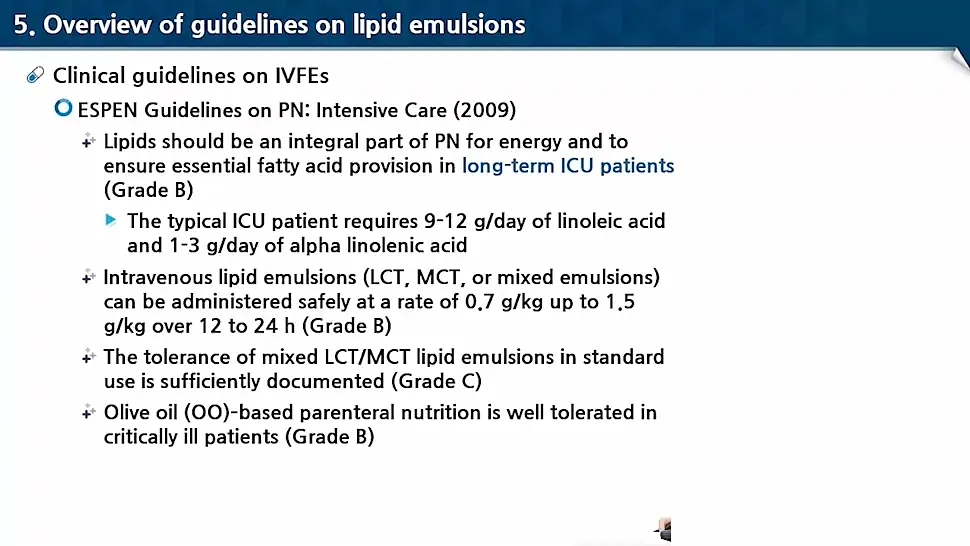 5. Overview of guidelines on lipid emulsions
Clinical guidelines on IVFEs
ESPEN Guidelines on PN: Intensive Care (2009)
Lipids should be an integral part of PN for energy and to
ensure essential fatty acid provision in long-term ICU patients
(Grade B)
The typical ICU patient requires 9-12 g/day of linoleic acid
and 1-3 g/day of alpha linolenic acid
Intravenous lipid emulsions (LCT, MCT, or mixed emulsions)
can be administered safely at a rate of 0.7 g/kg up to 1.5
g/kg over 12 to 24 h (Grade B)
The tolerance of mixed LCT/MCT lipid emulsions in standard
use is sufficiently documented (Grade C)
Olive oil (OO)-based parenteral nutrition is well tolerated in
critically ill patients (Grade B)